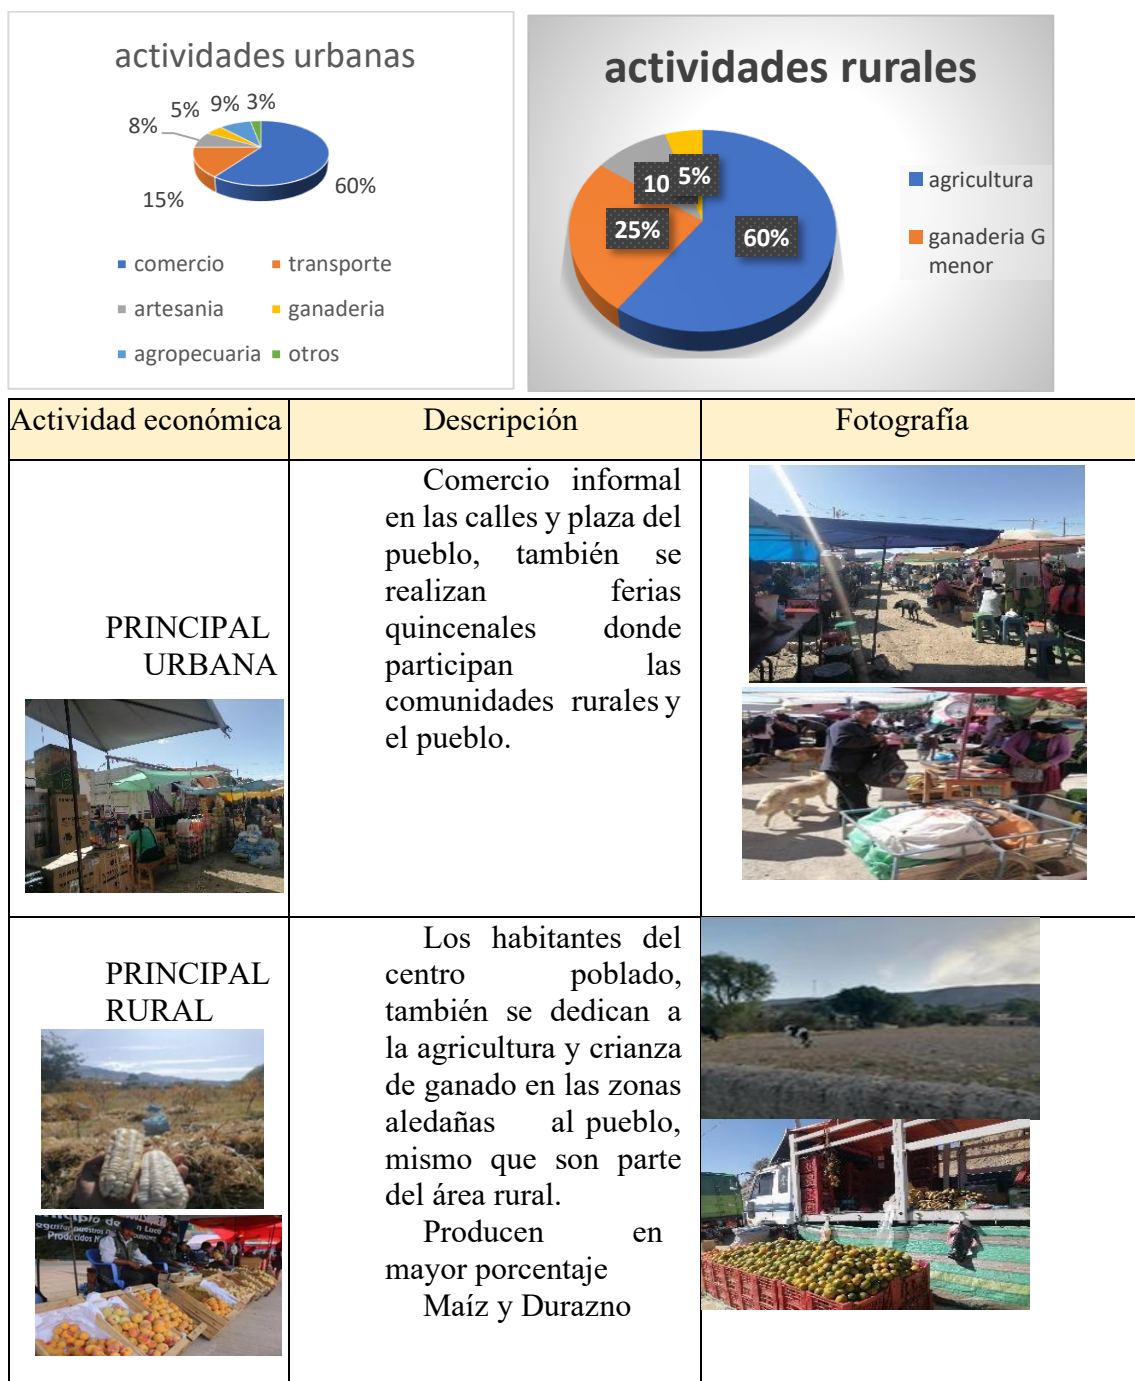 actividades urbanas
5% 9% 3%
8%
15%
60%
comercio transporte
artesania ganaderia
agropecuaria otros
actividades rurales
10 5%
25%
60%
agricultura
ganaderia G
menor
Actividad económica Descripción Fotografía
PRINCIPAL
URBANA
Comercio informal
en las calles y plaza del
pueblo, también se
realizan ferias
quincenales donde
participan las
comunidades rurales y
el pueblo.
PRINCIPAL
RURAL
Los habitantes del
centro poblado,
también se dedican a
la agricultura y crianza
de ganado en las zonas
aledañas al pueblo,
mismo que son parte
del área rural.
Producen en
mayor porcentaje
Maíz y Durazno